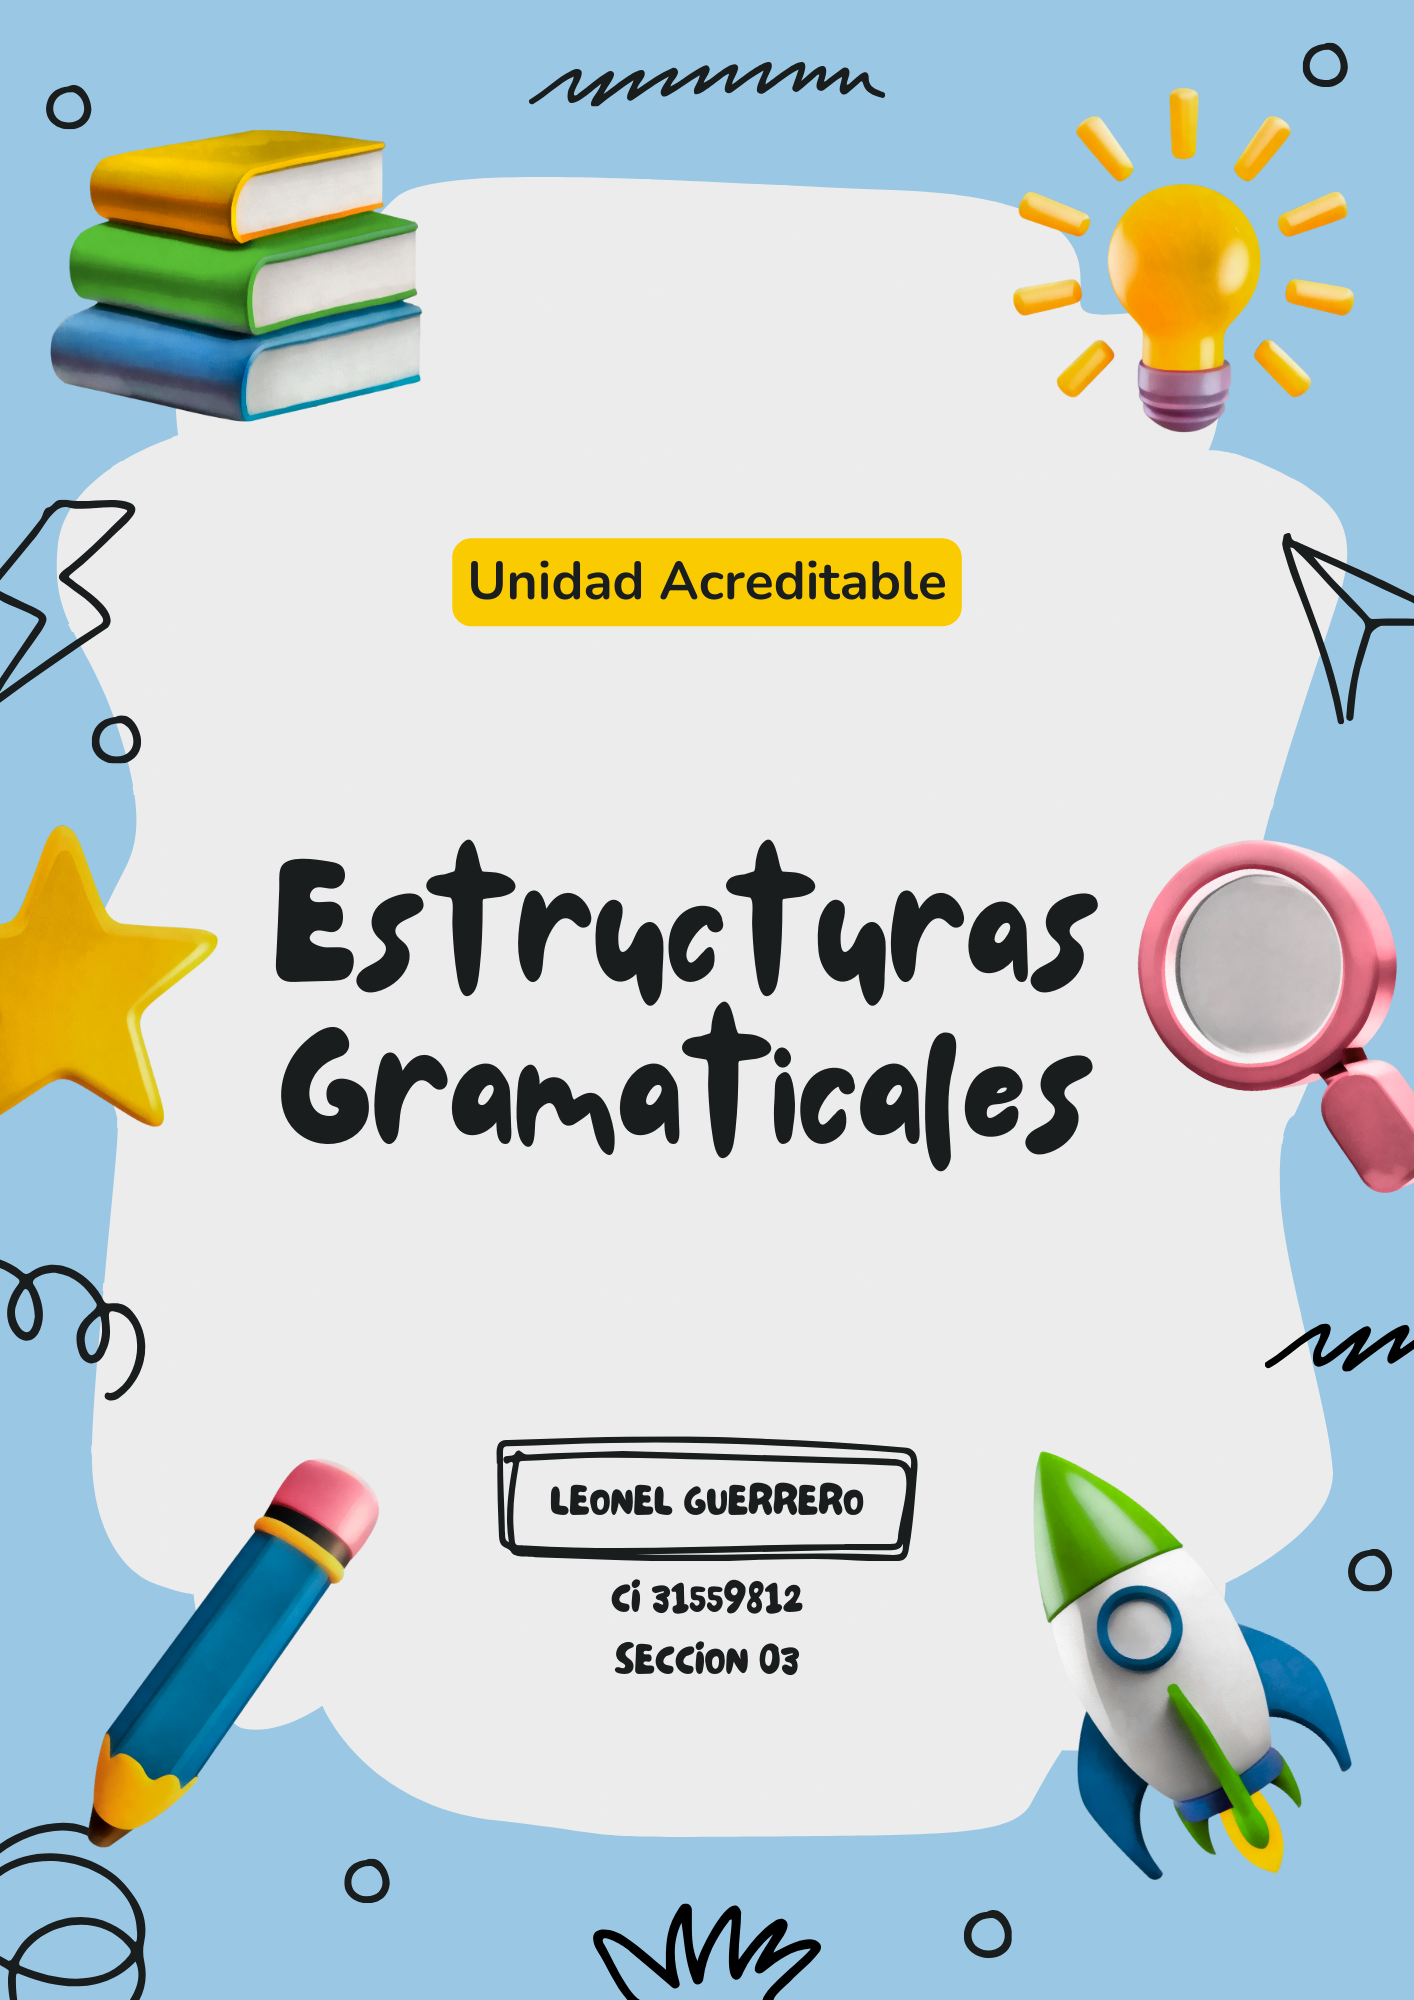 Unidad Acreditable
Estructuras
Gramaticales
LEONEL GUERRERO
Ci 31559812
SECCiON 03